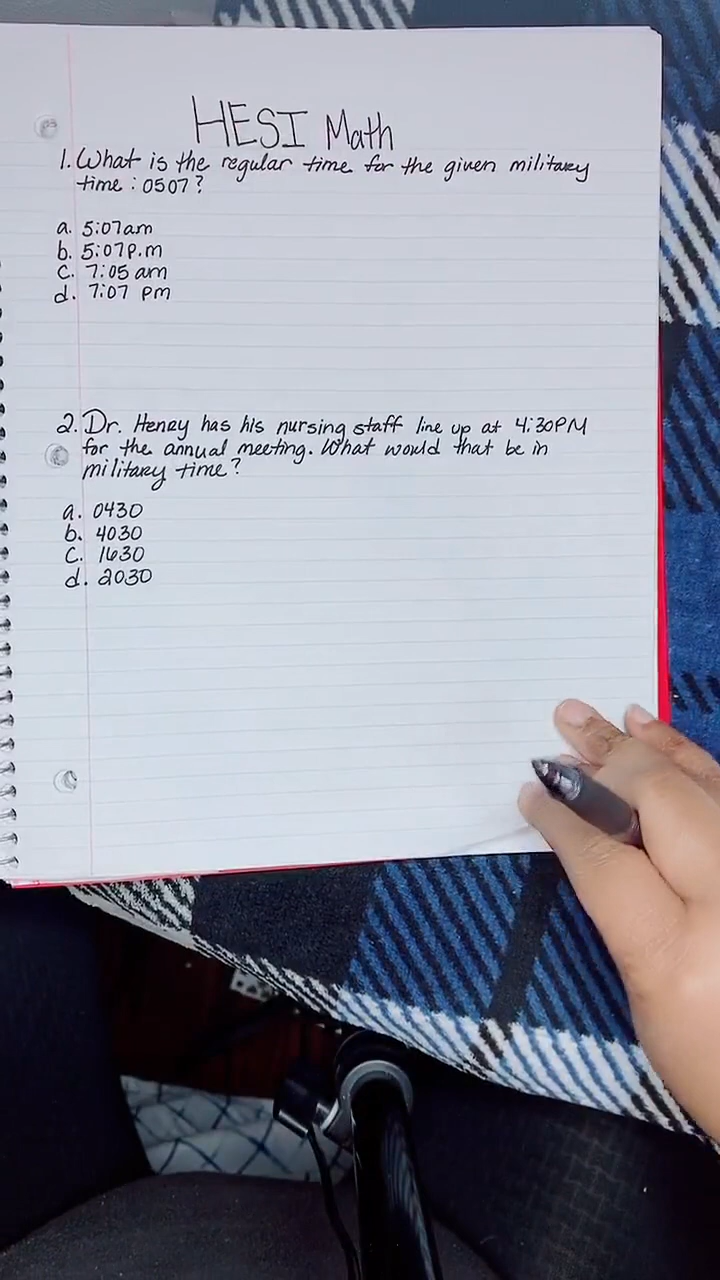 HESI Math
1. What is the regular time for the given military
time : 0507 ?
a. 5:07am
b. 5:07P.m
c. 7:05 am
d. 7:07 pm
2. Dr. Henry has his nursing staff line up at 4:30PM
for the annual meeting. What would that be in
military time ?
a. 0430
b. 4030
c. 1630
d. 2030